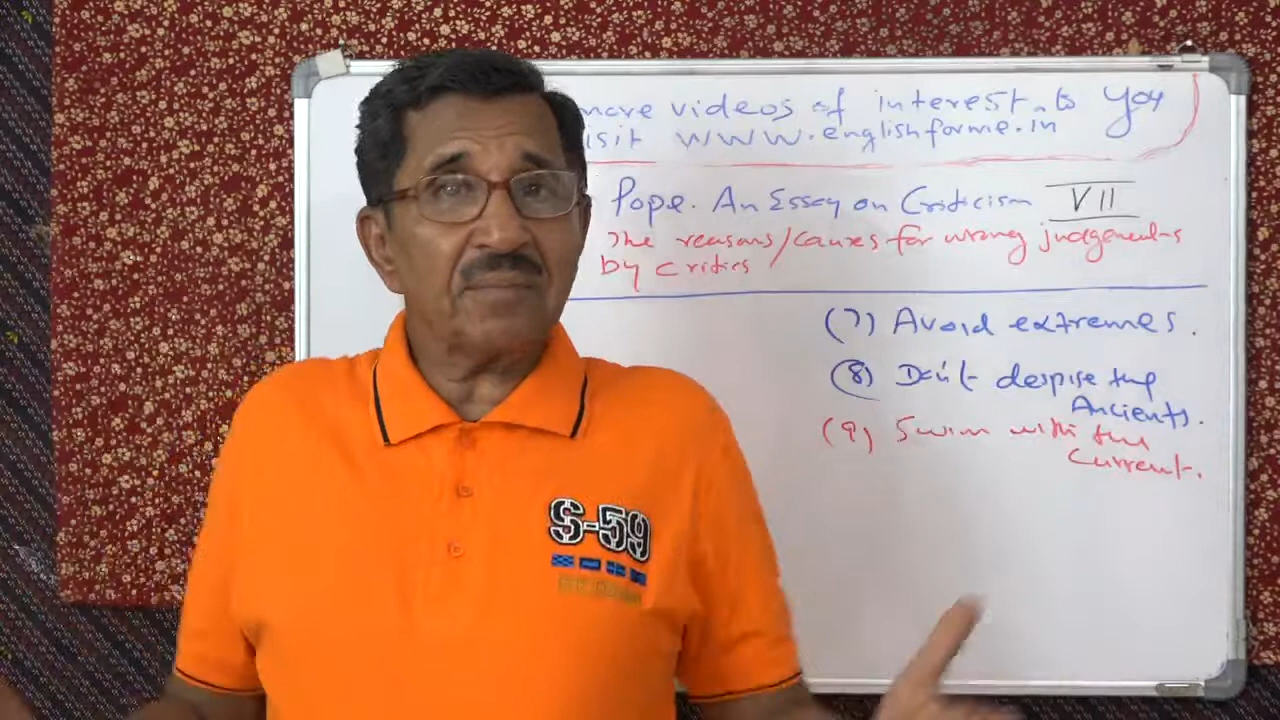 more videos of interest to you
isit www.englishforme.in
Pope. An Essay on Criticism VII
The reasons/causes for wrong judgements
by critics
(7) Avoid extremes.
(8) Don't despise the
Ancients.
(9) Swim with the
Current.
S-59